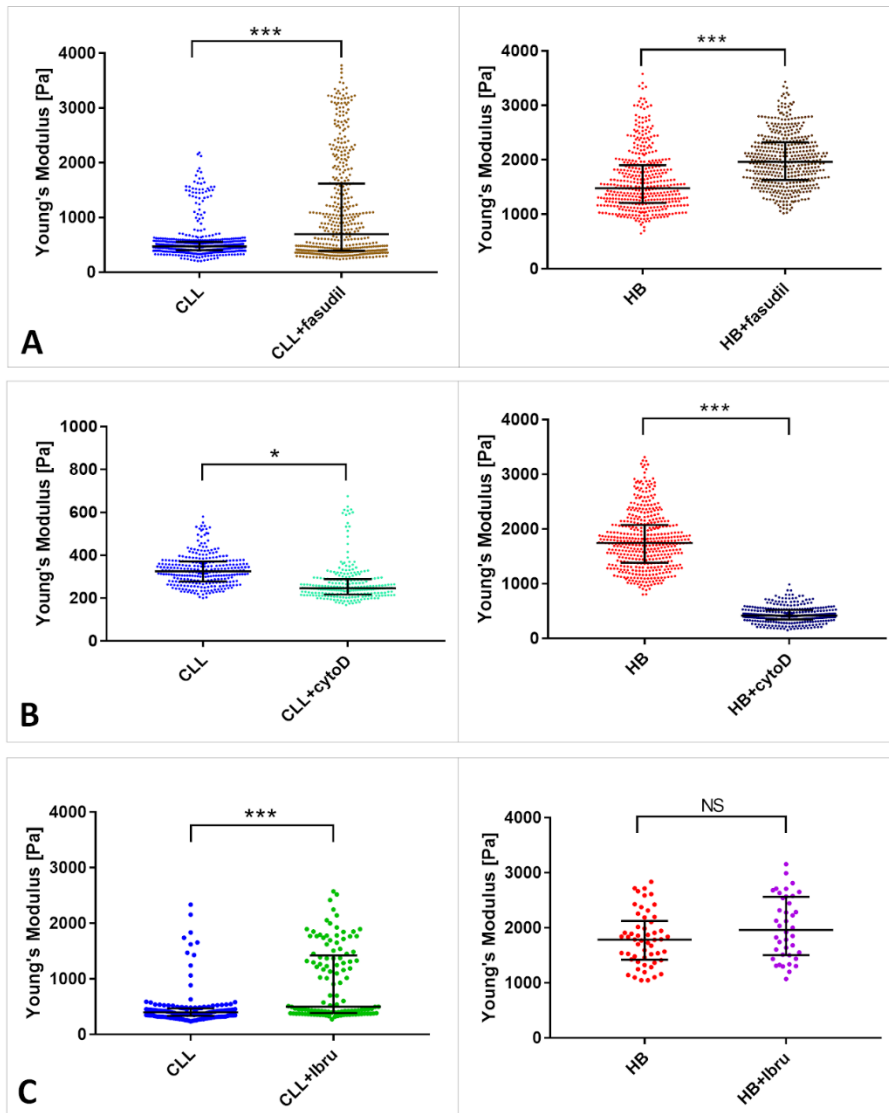 ***
4000
3000
2000
1000
0
Young's Modulus [Pa]
CLL
CLL+fasudil
A
***
4000
3000
2000
1000
0
Young's Modulus [Pa]
HB
HB+fasudil
*
1000
800
600
400
200
0
Young's Modulus [Pa]
CLL
CLL+cytoD
B
***
4000
3000
2000
1000
0
Young's Modulus [Pa]
HB
HB+cytoD
***
4000
3000
2000
1000
0
Young's Modulus [Pa]
CLL
CLL+Ibru
C
NS
4000
3000
2000
1000
0
Young's Modulus [Pa]
HB
HB+Ibru